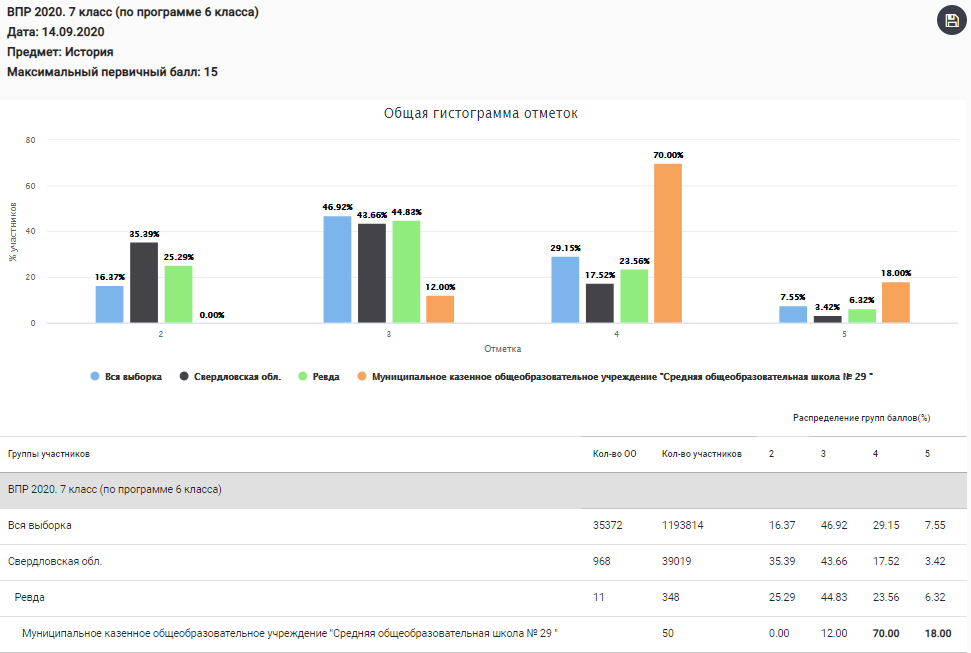 ВПР 2020. 7 класс (по программе 6 класса)
Дата: 14.09.2020
Предмет: История
Максимальный первичный балл: 15
Общая гистограмма отметок
% участников
80
60
40
20
0
16.37% 35.39% 25.29% 0.00%
46.92% 43.66% 44.83% 12.00%
29.15% 17.52% 23.56% 70.00%
7.55% 3.42% 6.32% 18.00%
2 3 4 5
Отметка
Вся выборка Свердловская обл. Ревда Муниципальное казенное общеобразовательное учреждение "Средняя общеобразовательная школа № 29 "
Распределение групп баллов(%)
Группы участников Кол-во ОО Кол-во участников 2 3 4 5
ВПР 2020. 7 класс (по программе 6 класса)
Вся выборка 35372 1193814 16.37 46.92 29.15 7.55
Свердловская обл. 968 39019 35.39 43.66 17.52 3.42
Ревда 11 348 25.29 44.83 23.56 6.32
Муниципальное казенное общеобразовательное учреждение "Средняя общеобразовательная школа № 29 " 50 0.00 12.00 70.00 18.00